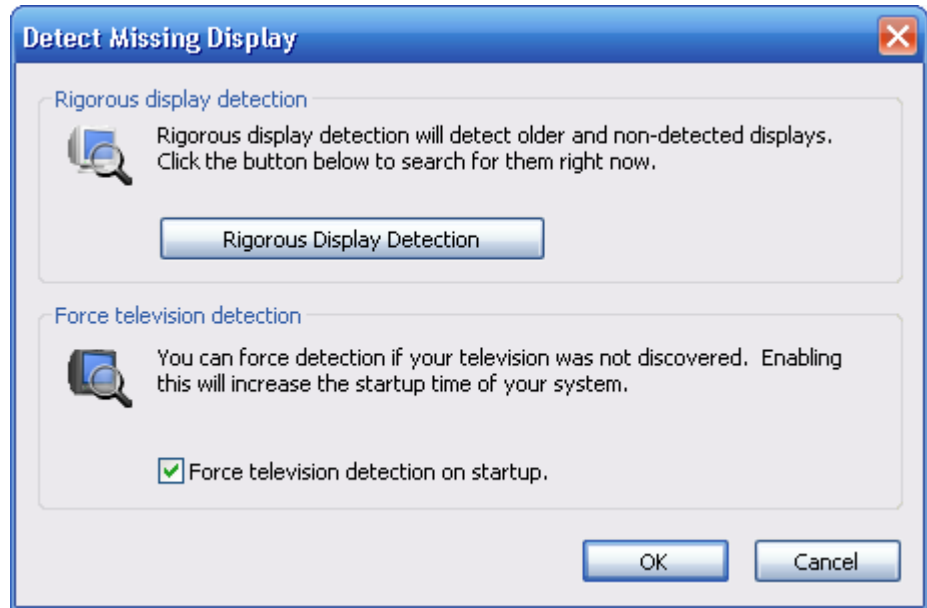 Detect Missing Display
Rigorous display detection
Rigorous display detection will detect older and non-detected displays.
Click the button below to search for them right now.
Rigorous Display Detection
Force television detection
You can force detection if your television was not discovered.  Enabling
this will increase the startup time of your system.
Force television detection on startup.
OK
Cancel